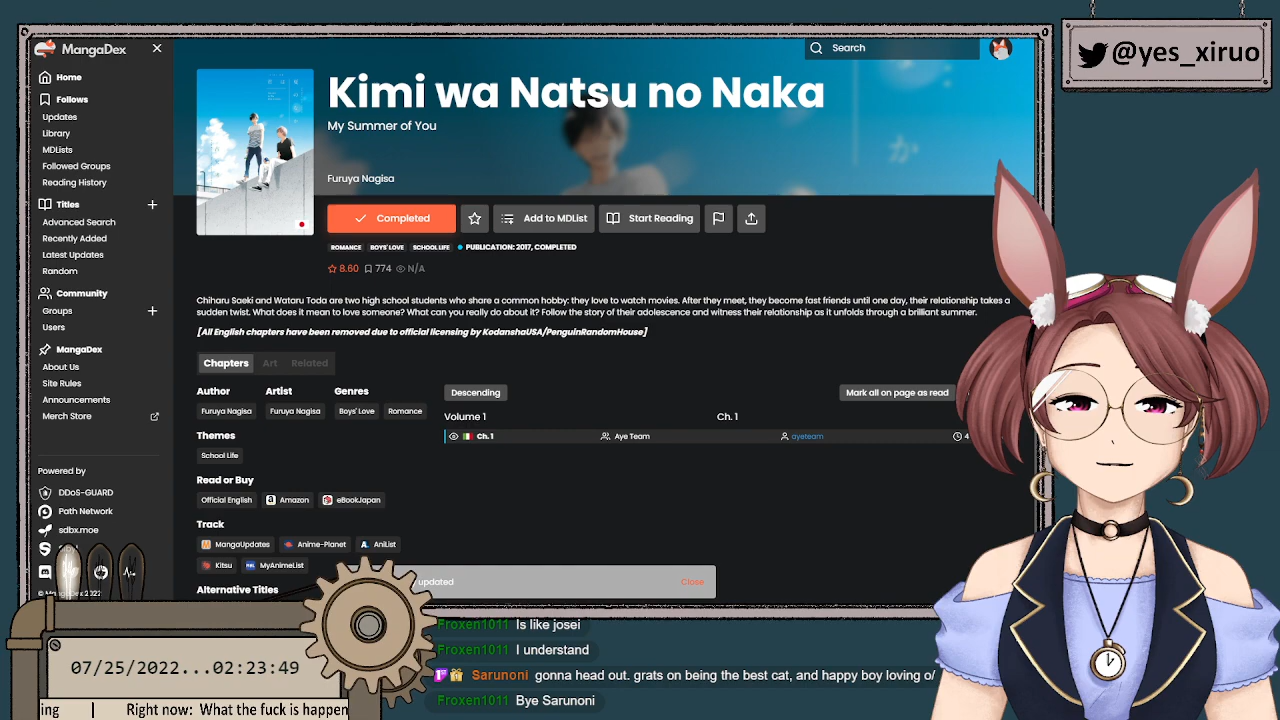 MangaDex
Home
Follows
Updates
Library
MDLists
Followed Groups
Reading History
Titles
Advanced Search
Recently Added
Latest Updates
Random
Community
Groups
Users
MangaDex
About Us
Site Rules
Announcements
Merch Store
Powered by
DDoS-GUARD
Path Network
sdbx.moe
Search
Kimi wa Natsu no Naka
My Summer of You
Furuya Nagisa
Completed
Add to MDList
Start Reading
ROMANCE BOYS' LOVE SCHOOL LIFE PUBLICATION: 2017, COMPLETED
8.60 774 N/A
Chiharu Saeki and Wataru Toda are two high school students who share a common hobby: they love to watch movies. After they meet, they become fast friends until one day, their relationship takes a
sudden twist. What does it mean to love someone? What can you really do about it? Follow the story of their adolescence and witness their relationship as it unfolds through a brilliant summer.
[All English chapters have been removed due to official licensing by KodanshaUSA/PenguinRandomHouse]
Chapters Art Related
Author Artist Genres
Furuya Nagisa Furuya Nagisa Boys' Love Romance
Themes
School Life
Read or Buy
Official English Amazon eBookJapan
Track
MangaUpdates Anime-Planet AniList
Kitsu MyAnimeList
Alternative Titles
Descending
Mark all on page as read
Volume 1 Ch. 1
Ch. 1 Aye Team ayeteam 4
updated Close
@yes_xiruo
Froxen1011 Is like josei
Froxen1011 I understand
Sarunoni gonna head out. grats on being the best cat, and happy boy loving o/
Froxen1011 Bye Sarunoni
07/25/2022...02:23:49
ing | Right now: What the fuck is happen